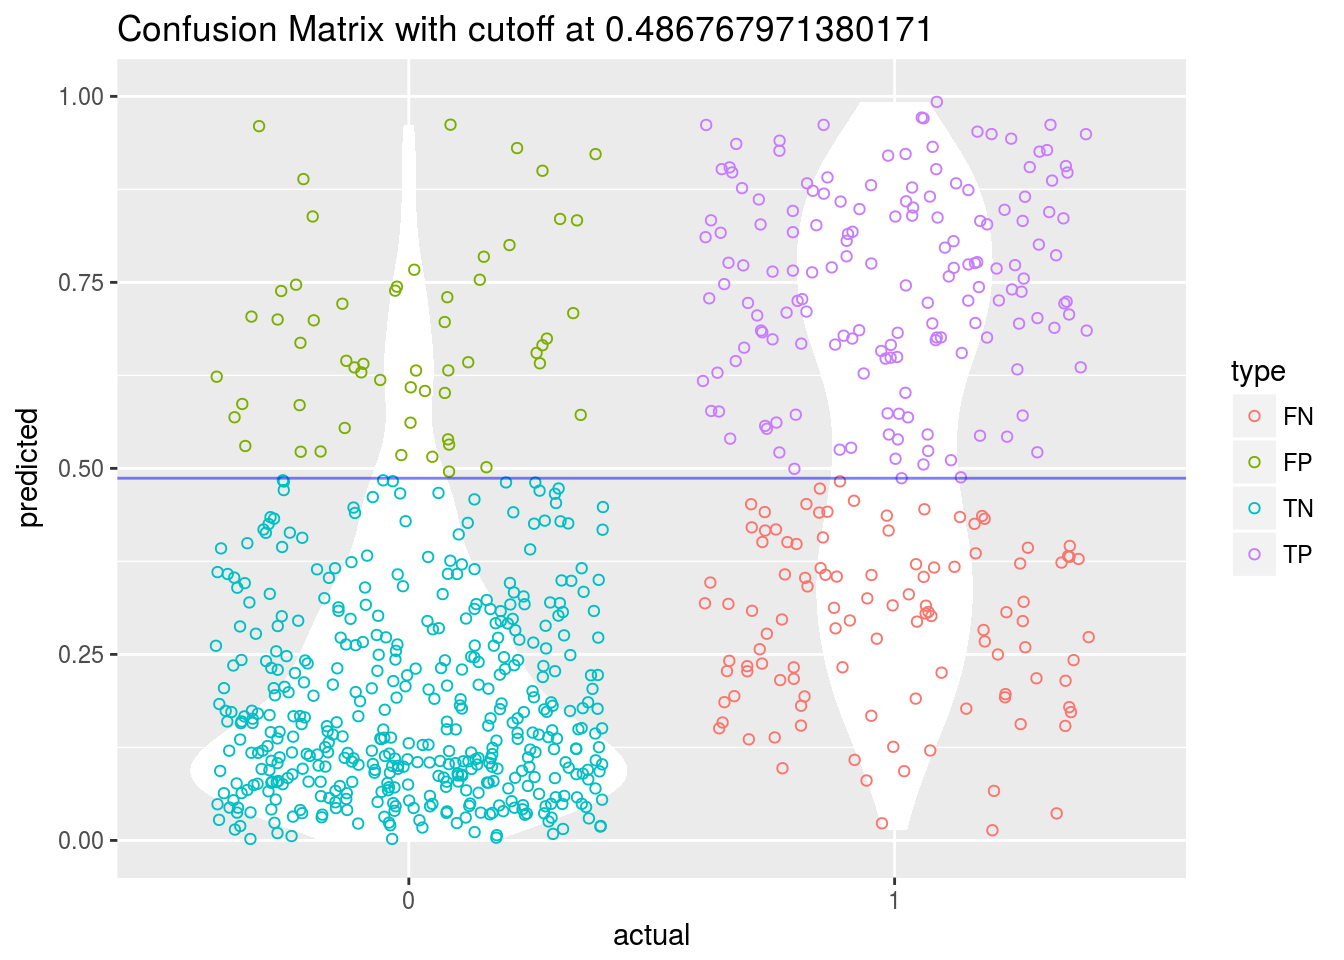 Confusion Matrix with cutoff at 0.486767971380171
1.00
0.75
0.50
0.25
0.00
predicted
0 1
actual
type
FN
FP
TN
TP